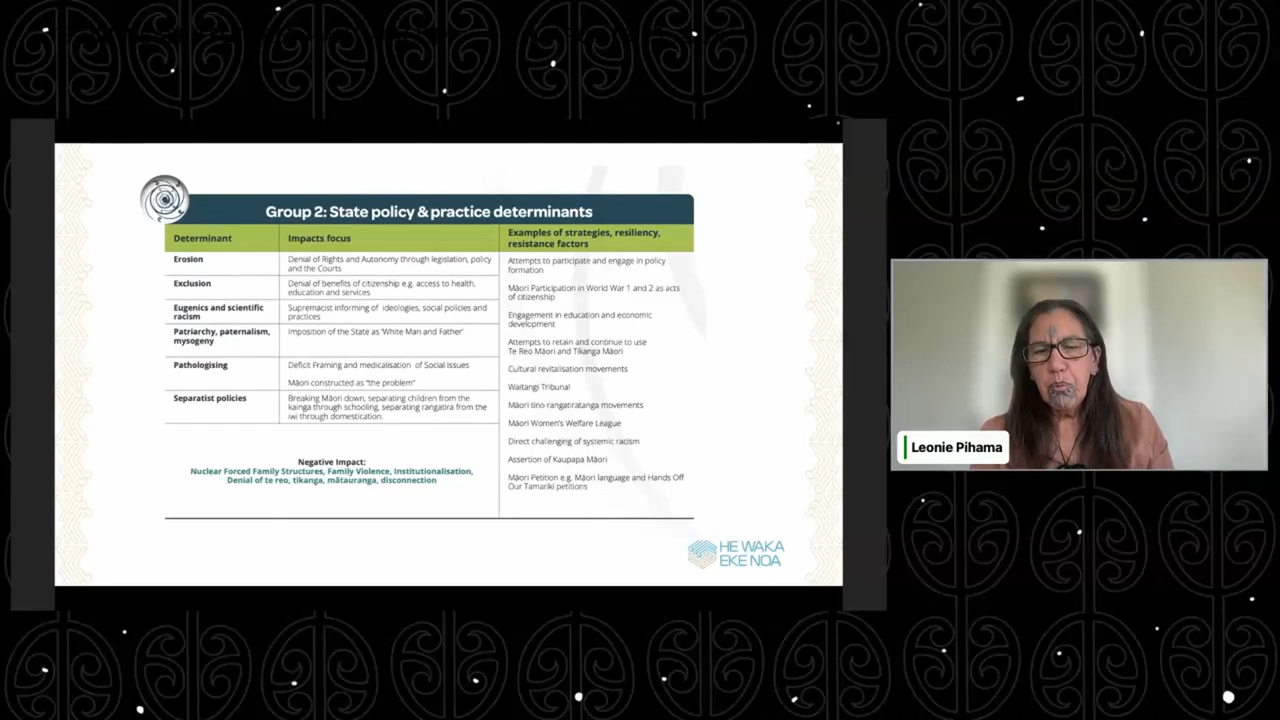 Group 2: State policy & practice determinants
Determinant
Impacts focus
Examples of strategies, resiliency,
resistance factors
Erosion
Denial of Rights and Autonomy through legislation, policy
and the Courts
Exclusion
Denial of benefits of citizenship e.g. access to health,
education and services
Eugenics and scientific
racism
Supremacist informing of ideologies, social policies and
practices
Patriarchy, paternalism,
mysogeny
Imposition of the State as ‘White Man and Father’
Pathologising
Deficit Framing and medicalisation of Social Issues
Māori constructed as “the problem”
Separatist policies
Breaking Māori down, separating children from the
kainga through schooling, separating rangatira from the
iwi through domestication.
Negative Impact:
Nuclear Forced Family Structures, Family Violence, Institutionalisation,
Denial of te reo, tikanga, mātauranga, disconnection
Attempts to participate and engage in policy
formation
Māori Participation in World War 1 and 2 as acts
of citizenship
Engagement in education and economic
development
Attempts to retain and continue to use
Te Reo Māori and Tikanga Māori
Cultural revitalisation movements
Waitangi Tribunal
Māori tino rangatiratanga movements
Māori Women’s Welfare League
Direct challenging of systemic racism
Assertion of Kaupapa Māori
Māori Petition e.g. Māori language and Hands Off
Our Tamariki petitions
HE WAKA
EKE NOA
Leonie Pihama